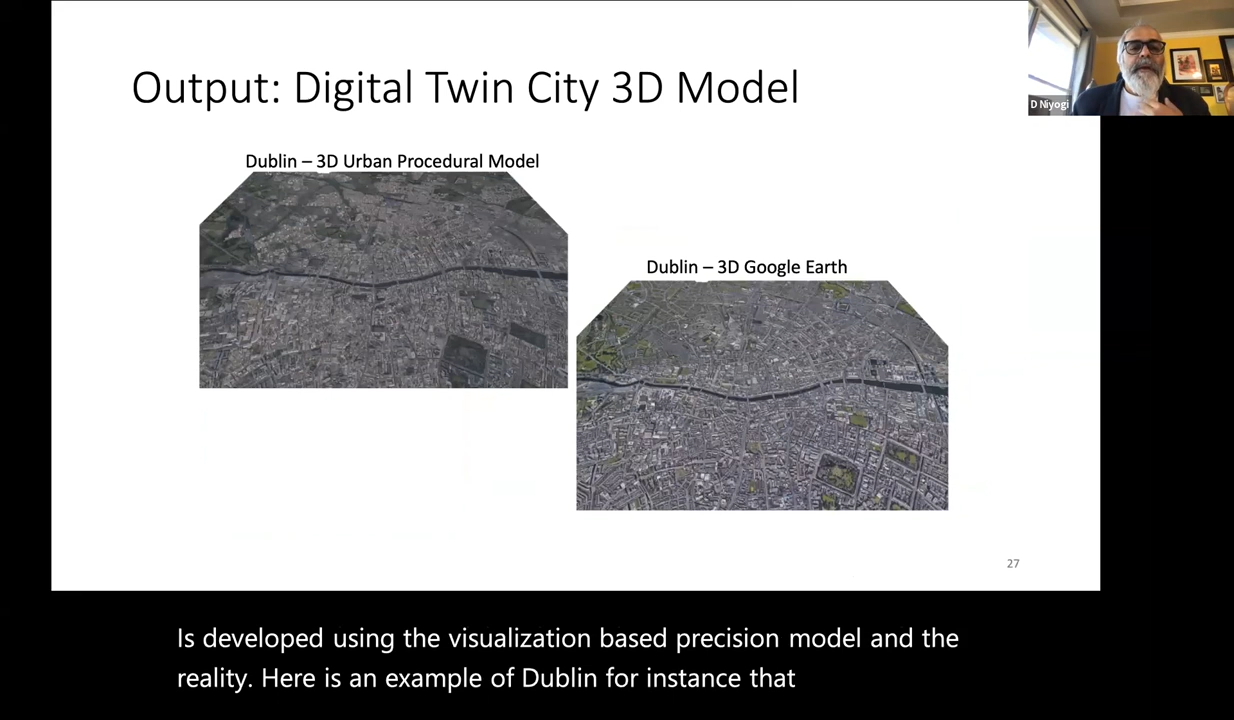 Output: Digital Twin City 3D Model
D Niyogi
Dublin – 3D Urban Procedural Model
Dublin – 3D Google Earth
27
Is developed using the visualization based precision model and the
reality. Here is an example of Dublin for instance that